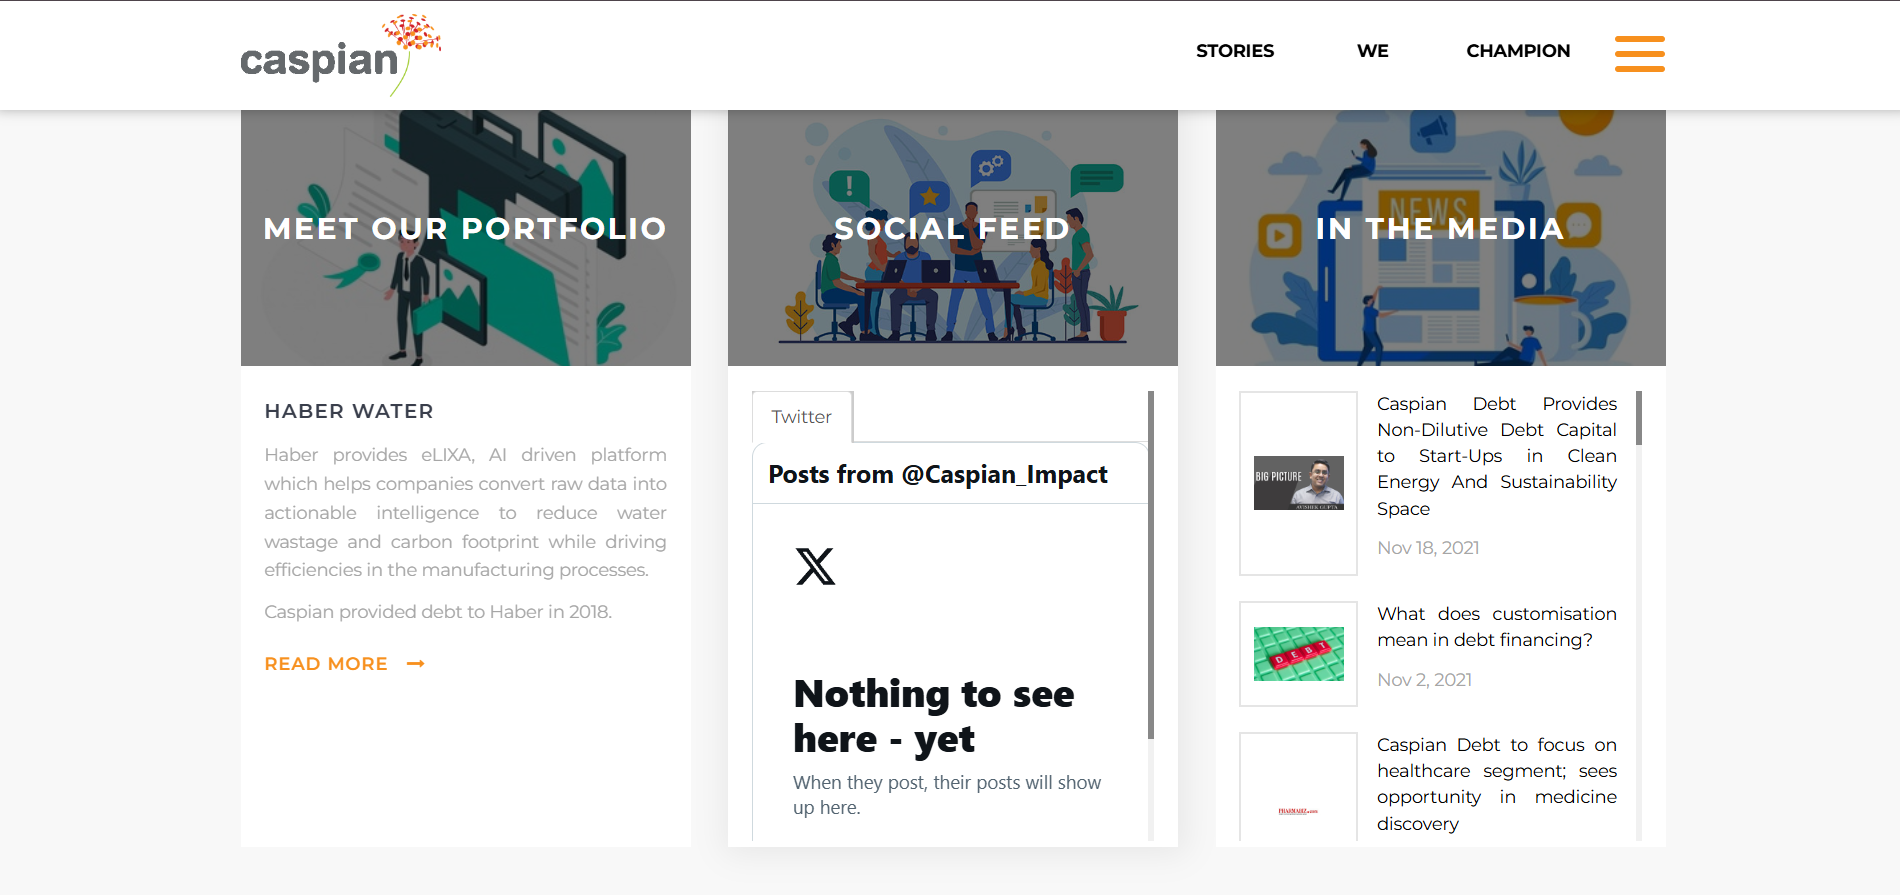 caspian
STORIES
WE
CHAMPION
MEET OUR PORTFOLIO
HABER WATER
Haber provides eLIXA, AI driven platform
which helps companies convert raw data into
actionable intelligence to reduce water
wastage and carbon footprint while driving
efficiencies in the manufacturing processes.
Caspian provided debt to Haber in 2018.
READ MORE
SOCIAL FEED
Twitter
Posts from @Caspian_Impact
Nothing to see
here - yet
When they post, their posts will show
up here.
NEWS
IN THE MEDIA
BIG PICTURE
AVISHEK GUPTA
Caspian Debt Provides
Non-Dilutive Debt Capital
to Start-Ups in Clean
Energy And Sustainability
Space
Nov 18, 2021
DEBT
What does customisation
mean in debt financing?
Nov 2, 2021
PHARMABIZ.com
Caspian Debt to focus on
healthcare segment; sees
opportunity in medicine
discovery